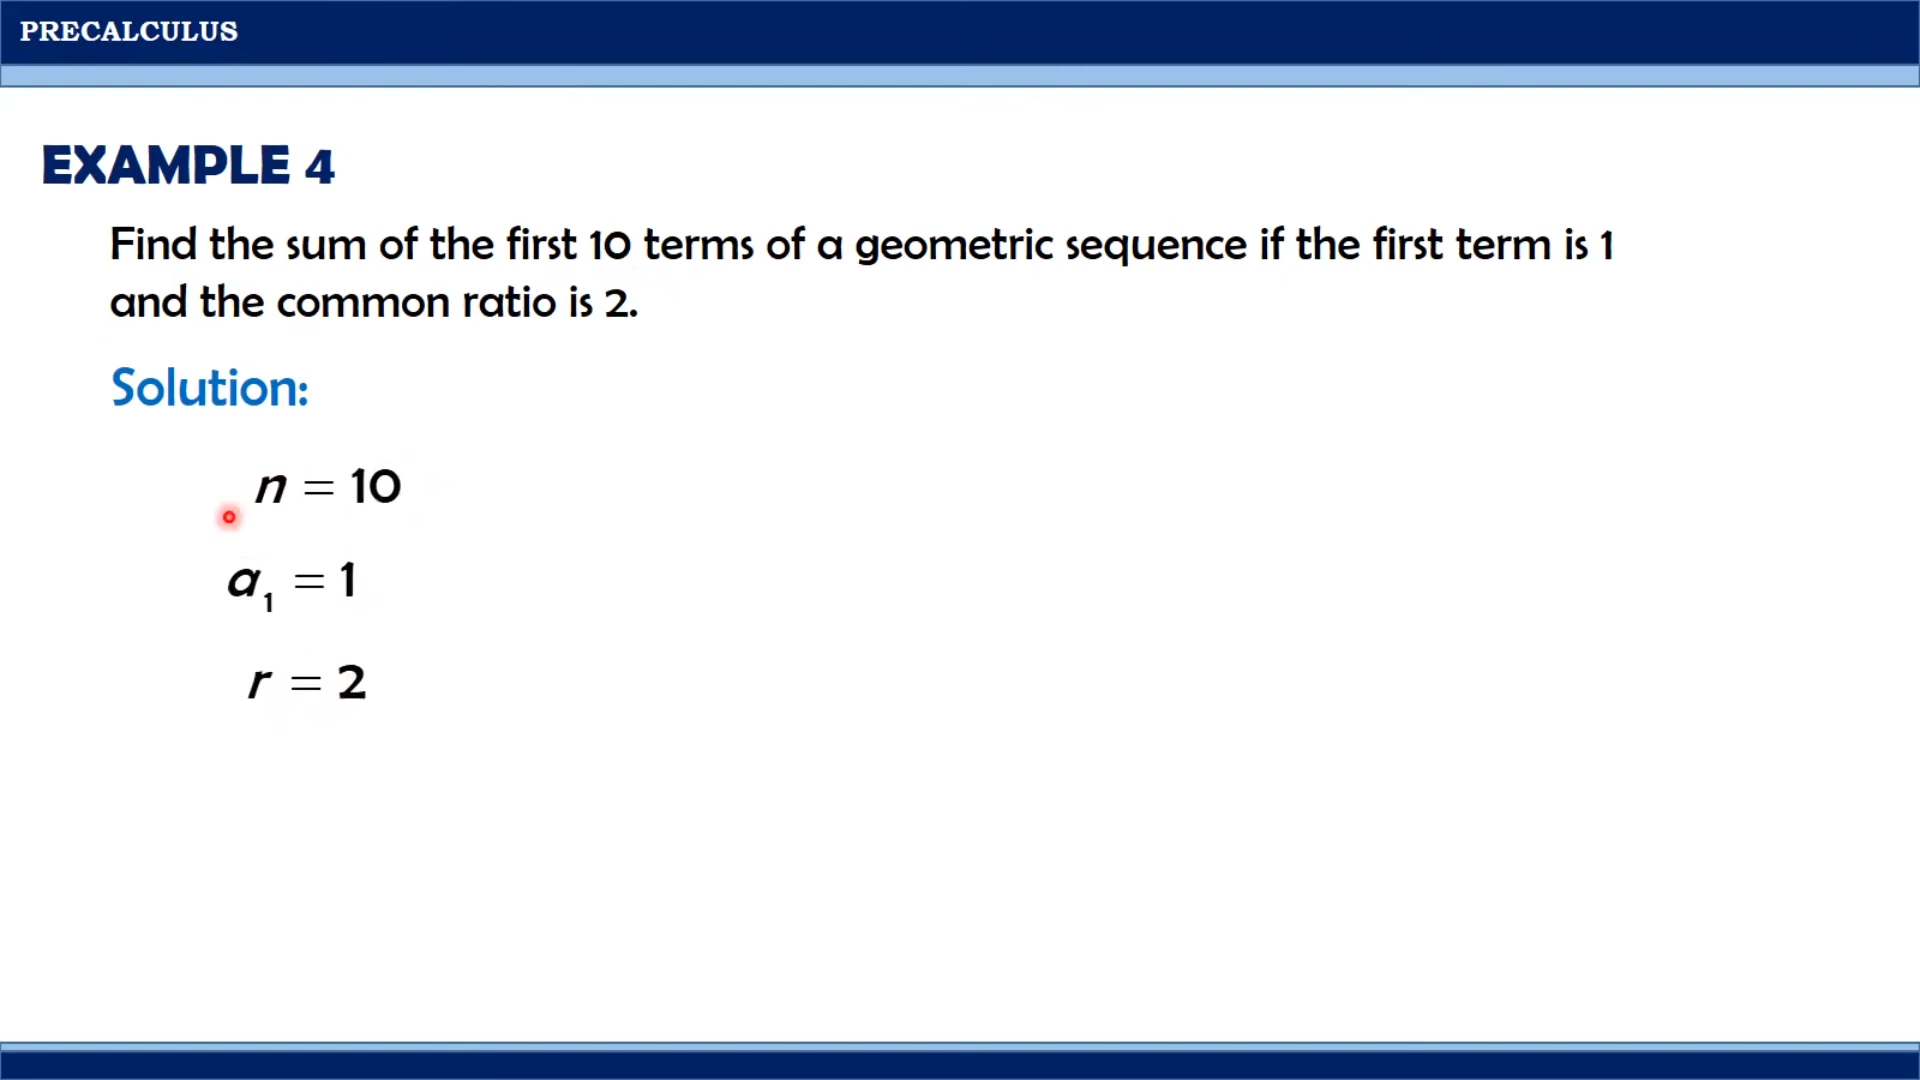 PRECALCULUS
EXAMPLE 4
Find the sum of the first 10 terms of a geometric sequence if the first term is 1
and the common ratio is 2.
Solution:
n = 10
a₁ = 1
r = 2